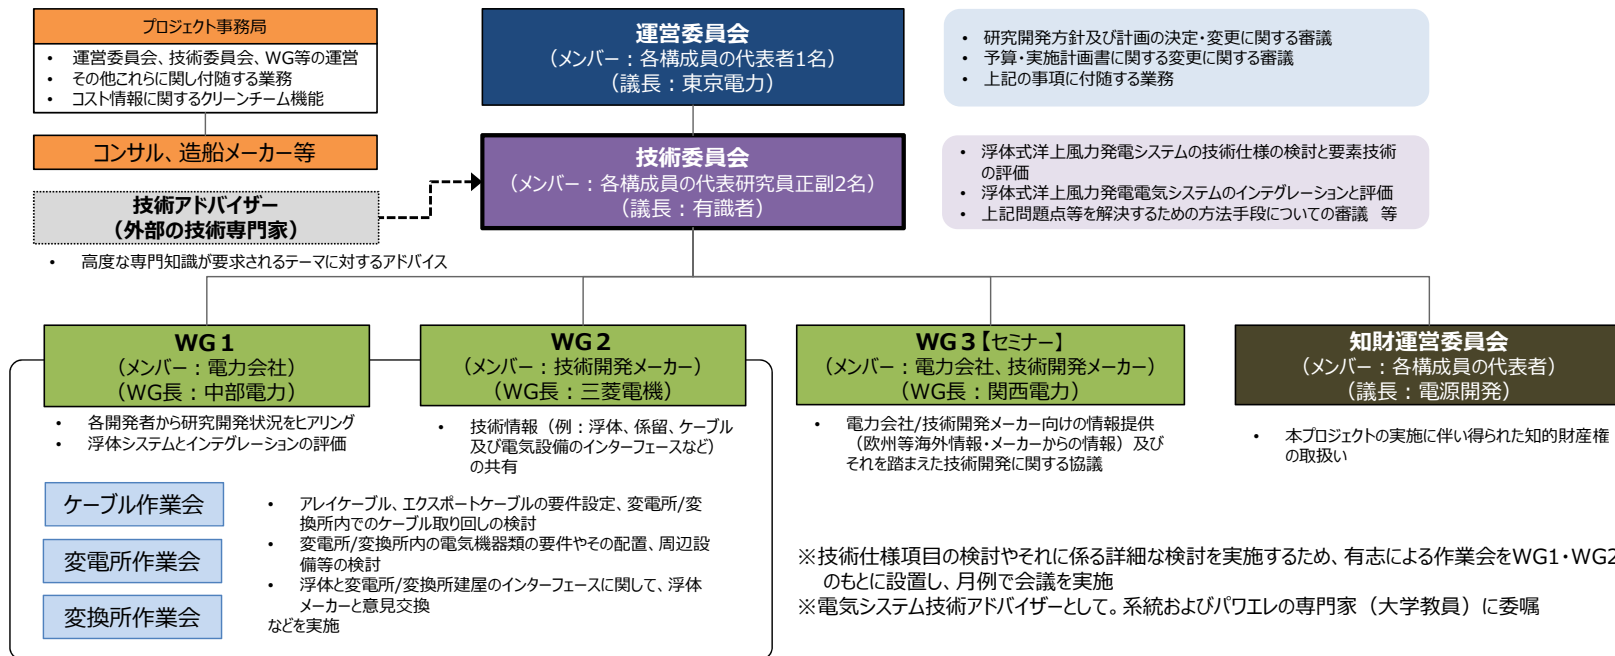 プロジェクト事務局
• 運営委員会、技術委員会、WG等の運営
• その他これらに関し付随する業務
• コスト情報に関するクリーンチーム機能
コンサル、造船メーカー等
技術アドバイザー
（外部の技術専門家）
• 高度な専門知識が要求されるテーマに対するアドバイス
運営委員会
（メンバー：各構成員の代表者1名）
（議長：東京電力）
• 研究開発方針及び計画の決定・変更に関する審議
• 予算・実施計画書に関する変更に関する審議
• 上記の事項に付随する業務
技術委員会
（メンバー：各構成員の代表研究員正副2名）
（議長：有識者）
• 浮体式洋上風力発電システムの技術仕様の検討と要素技術
の評価
• 浮体式洋上風力発電電気システムのインテグレーションと評価
• 上記問題点等を解決するための方法手段についての審議 等
WG1
（メンバー：電力会社）
（WG長：中部電力）
• 各開発者から研究開発状況をヒアリング
• 浮体システムとインテグレーションの評価
WG2
（メンバー：技術開発メーカー）
（WG長：三菱電機）
• 技術情報（例：浮体、係留、ケーブル
及び電気設備のインターフェースなど）
の共有
WG3【セミナー】
（メンバー：電力会社、技術開発メーカー）
（WG長：関西電力）
• 電力会社/技術開発メーカー向けの情報提供
（欧州等海外情報・メーカーからの情報）及び
それを踏まえた技術開発に関する協議
知財運営委員会
（メンバー：各構成員の代表者）
（議長：電源開発）
• 本プロジェクトの実施に伴い得られた知的財産権
の取扱い
ケーブル作業会
変電所作業会
変換所作業会
• アレイケーブル、エクスポートケーブルの要件設定、変電所/変
換所内でのケーブル取り回しの検討
• 変電所/変換所内の電気機器類の要件やその配置、周辺設
備等の検討
• 浮体と変電所/変換所建屋のインターフェースに関して、浮体
メーカーと意見交換
などを実施
※技術仕様項目の検討やそれに係る詳細な検討を実施するため、有志による作業会をWG1・WG2
のもとに設置し、月例で会議を実施
※電気システム技術アドバイザーとして。系統およびパワエレの専門家（大学教員）に委嘱